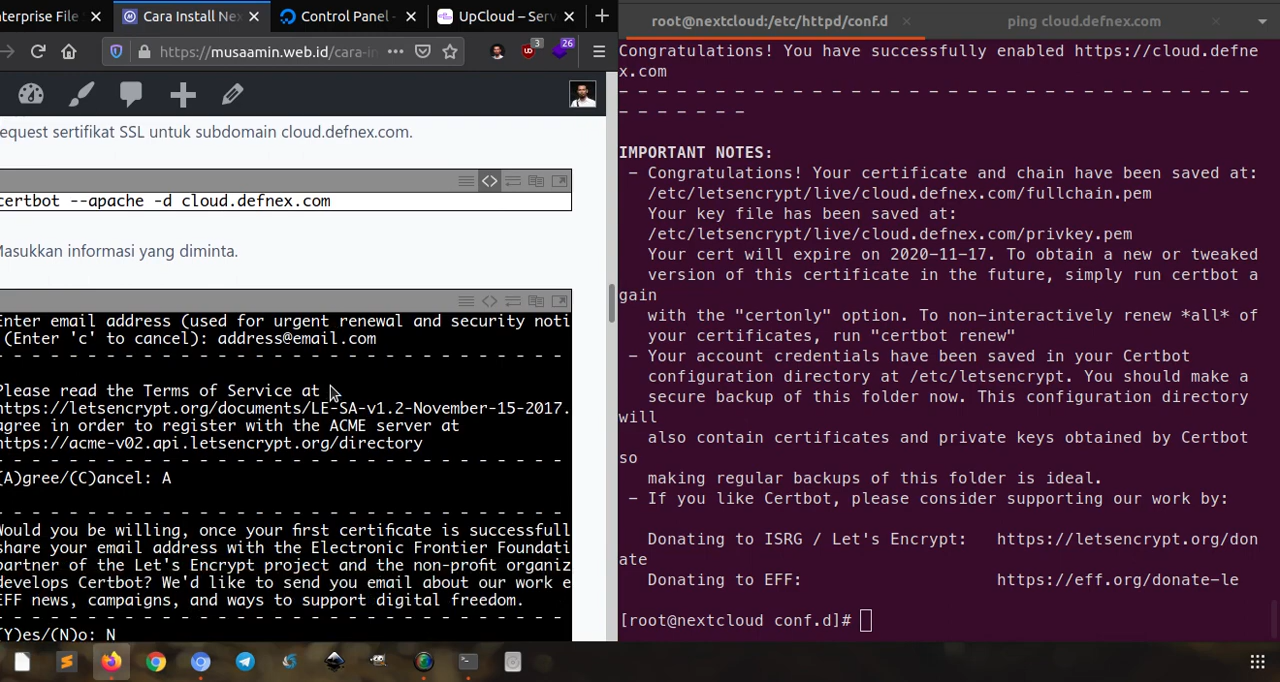 nterprise File
Cara Install Nex
Control Panel -
UpCloud – Serv
https://musaamin.web.id/cara-in
3
26
equest sertifikat SSL untuk subdomain cloud.defnex.com.
certbot --apache -d cloud.defnex.com
Masukkan informasi yang diminta.
Enter email address (used for urgent renewal and security noti
(Enter 'c' to cancel): address@email.com
- - - - - - - - - - - - - - - - - - - - - - - - - - - - - - -
Please read the Terms of Service at
https://letsencrypt.org/documents/LE-SA-v1.2-November-15-2017.
agree in order to register with the ACME server at
https://acme-v02.api.letsencrypt.org/directory
- - - - - - - - - - - - - - - - - - - - - - - - - - - - - - -
(A)gree/(C)ancel: A
- - - - - - - - - - - - - - - - - - - - - - - - - - - - - - -
Would you be willing, once your first certificate is successfull
share your email address with the Electronic Frontier Foundati
partner of the Let's Encrypt project and the non-profit organiz
develops Certbot? We'd like to send you email about our work e
EFF news, campaigns, and ways to support digital freedom.
- - - - - - - - - - - - - - - - - - - - - - - - - - - - - - -
(Y)es/(N)o: N
root@nextcloud:/etc/httpd/conf.d
ping cloud.defnex.com
Congratulations! You have successfully enabled https://cloud.defne
x.com
- - - - - - - - - - - - - - - - - - - - - - - - - - - - - - - - -
- - - - - - -
IMPORTANT NOTES:
- Congratulations! Your certificate and chain have been saved at:
/etc/letsencrypt/live/cloud.defnex.com/fullchain.pem
Your key file has been saved at:
/etc/letsencrypt/live/cloud.defnex.com/privkey.pem
Your cert will expire on 2020-11-17. To obtain a new or tweaked
version of this certificate in the future, simply run certbot a
gain
with the "certonly" option. To non-interactively renew *all* of
your certificates, run "certbot renew"
- Your account credentials have been saved in your Certbot
configuration directory at /etc/letsencrypt. You should make a
secure backup of this folder now. This configuration directory
will
also contain certificates and private keys obtained by Certbot
so
making regular backups of this folder is ideal.
- If you like Certbot, please consider supporting our work by:
Donating to ISRG / Let's Encrypt: https://letsencrypt.org/don
ate
Donating to EFF: https://eff.org/donate-le
[root@nextcloud conf.d]#